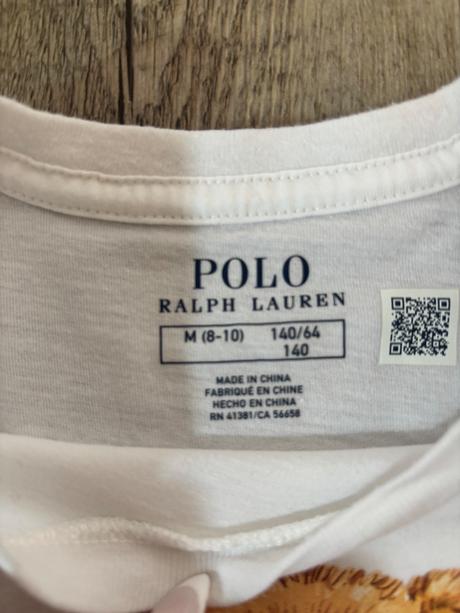 POLO
RALPH LAUREN
M (8-10) 140/64
140
MADE IN CHINA
FABRIQUÉ EN CHINE
HECHO EN CHINA
RN 41381/CA 56658